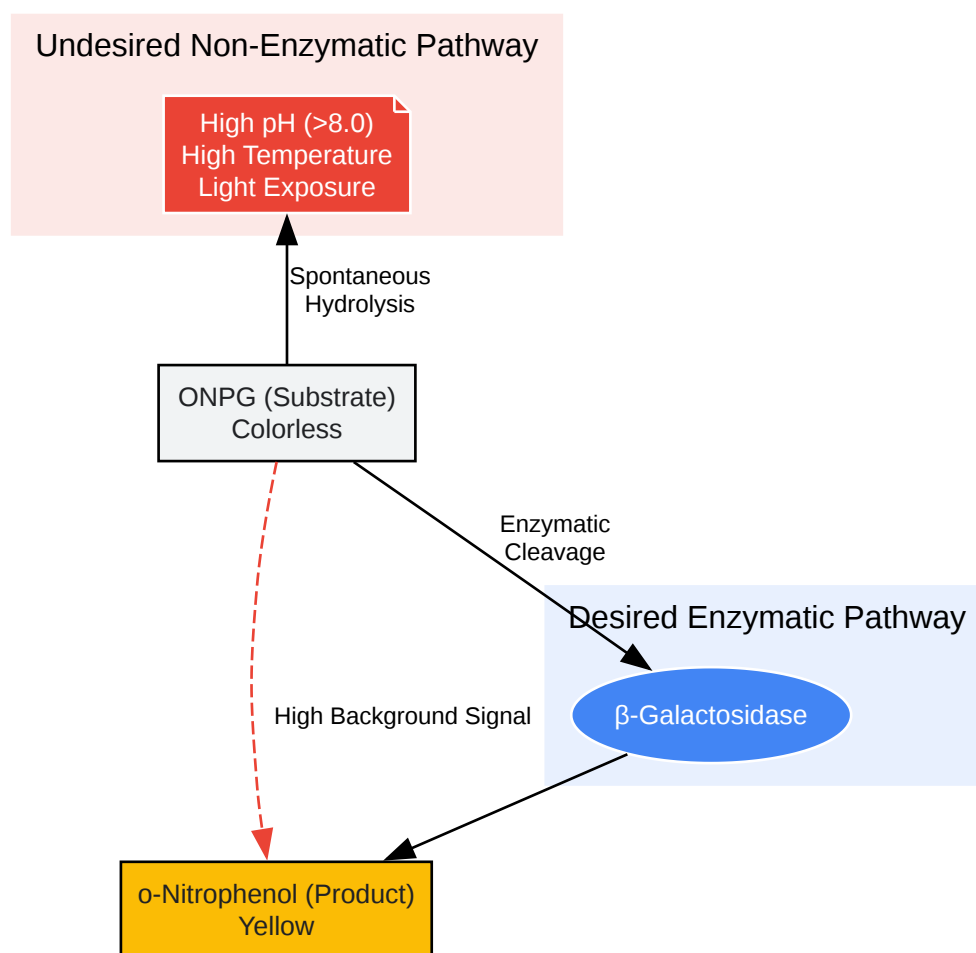 Undesired Non-Enzymatic Pathway
High pH (>8.0)
High Temperature
Light Exposure
Spontaneous
Hydrolysis
ONPG (Substrate)
Colorless
Enzymatic
Cleavage
Desired Enzymatic Pathway
High Background Signal
β-Galactosidase
o-Nitrophenol (Product)
Yellow